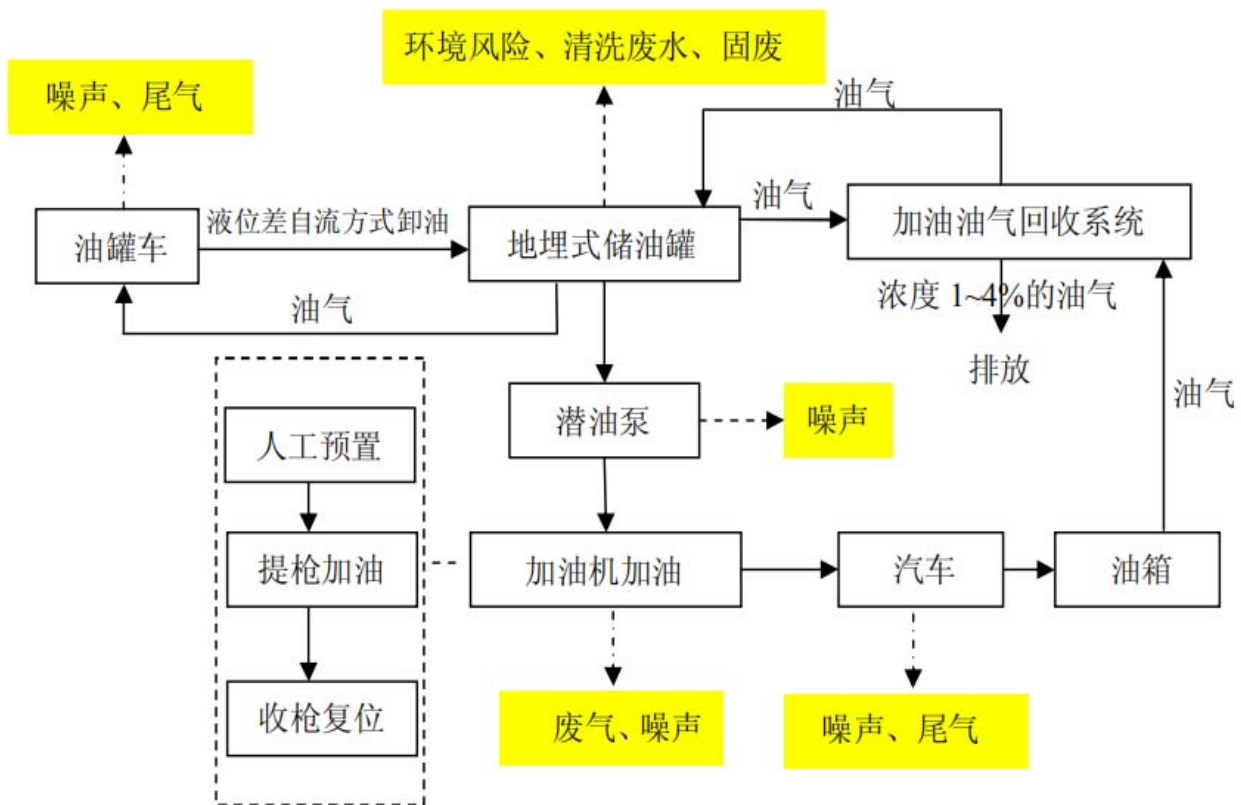 环境风险、清洗废水、固废
噪声、尾气
油气
油罐车
液位差自流方式卸油
地埋式储油罐
油气
加油油气回收系统
油气
浓度 1~4%的油气
排放
油气
人工预置
潜油泵
噪声
提枪加油
加油机加油
汽车
油箱
收枪复位
废气、噪声
噪声、尾气